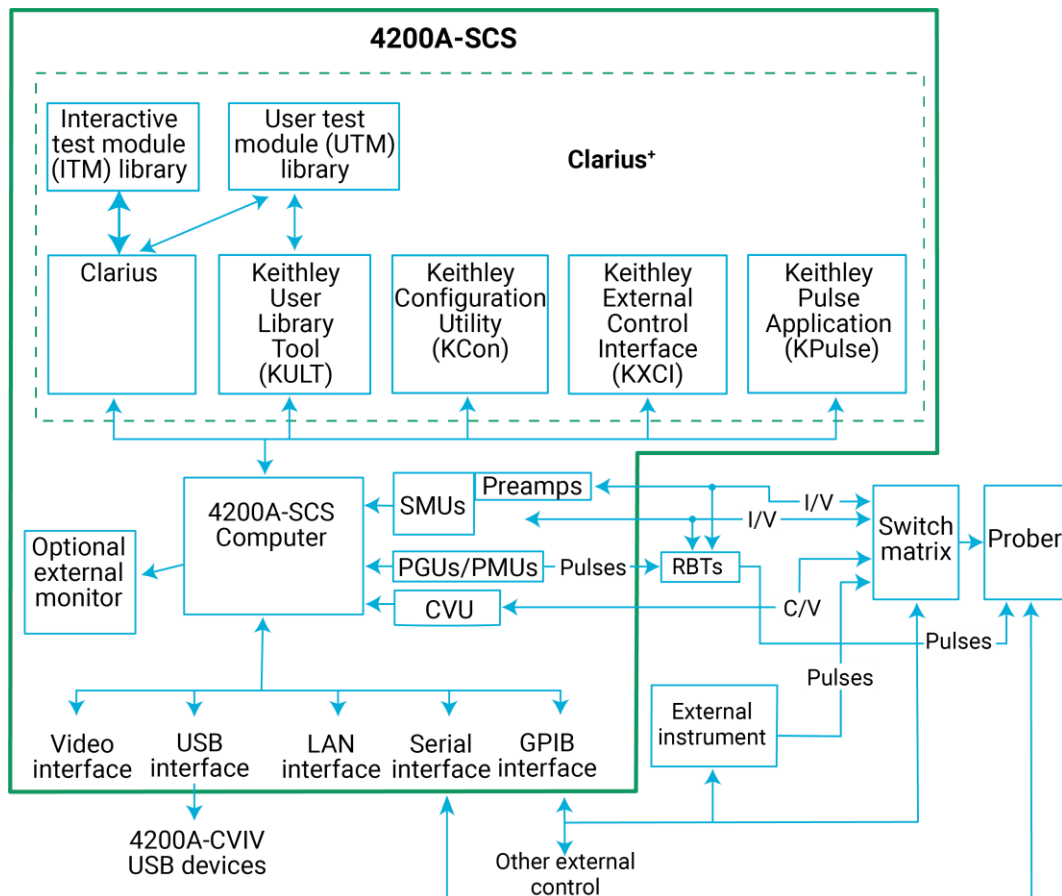 4200A-SCS
Interactive
test module
(ITM) library
User test
module (UTM)
library
Clarius+
Clarius
Keithley
User
Library
Tool
(KULT)
Keithley
Configuration
Utility
(KCon)
Keithley
External
Control
Interface
(KXCI)
Keithley
Pulse
Application
(KPulse)
4200A-SCS
Computer
Optional
external
monitor
SMUs
Preamps
I/V
I/V
PGUs/PMUs
Pulses
RBTs
CVU
C/V
Switch
matrix
Prober
Pulses
Pulses
External
instrument
Video
interface
USB
interface
LAN
interface
Serial
interface
GPIB
interface
4200A-CVIV
USB devices
Other external
control